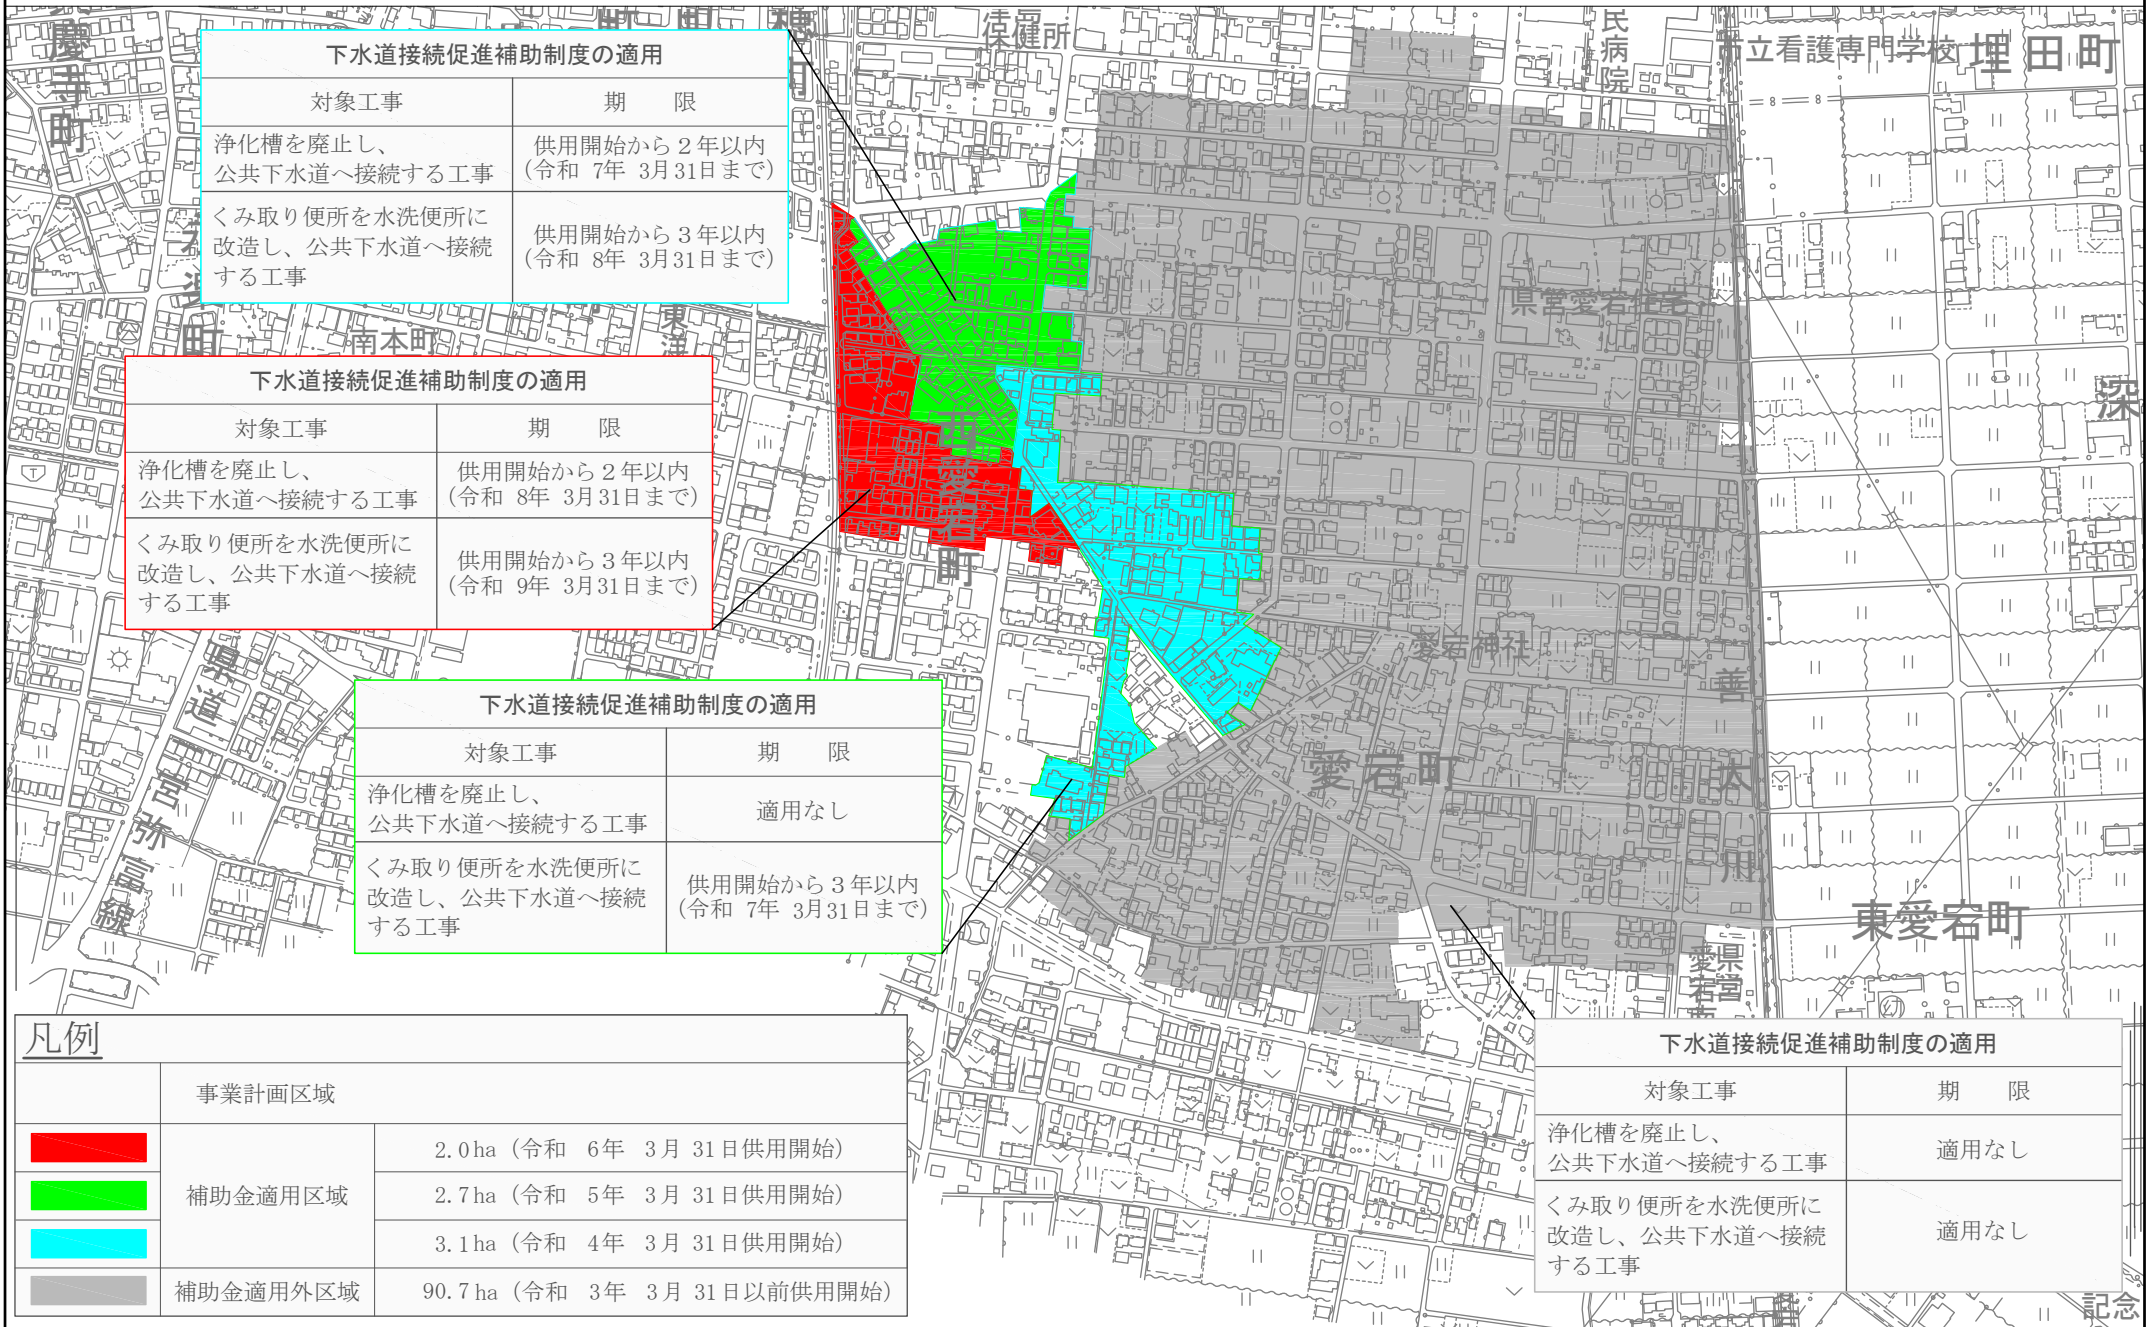 慶寺町
保健所
民病院
市立看護専門学校
埋田町
下水道接続促進補助制度の適用
対象工事 期 限
浄化槽を廃止し、
公共下水道へ接続する工事
供用開始から２年以内
(令和 7年 3月31日まで)
くみ取り便所を水洗便所に
改造し、公共下水道へ接続
する工事
供用開始から３年以内
(令和 8年 3月31日まで)
南本町
県営愛宕住宅
深
下水道接続促進補助制度の適用
対象工事 期 限
浄化槽を廃止し、
公共下水道へ接続する工事
供用開始から２年以内
(令和 8年 3月31日まで)
くみ取り便所を水洗便所に
改造し、公共下水道へ接続
する工事
供用開始から３年以内
(令和 9年 3月31日まで)
西愛宕町
愛宕神社
県道
宮弥富線
善太川
愛宕町
東愛宕町
下水道接続促進補助制度の適用
対象工事 期 限
浄化槽を廃止し、
公共下水道へ接続する工事
適用なし
くみ取り便所を水洗便所に
改造し、公共下水道へ接続
する工事
供用開始から３年以内
(令和 7年 3月31日まで)
県営
愛宕
凡例
事業計画区域
補助金適用区域
2.0ha (令和 6年 3月 31日供用開始)
2.7ha (令和 5年 3月 31日供用開始)
3.1ha (令和 4年 3月 31日供用開始)
補助金適用外区域 90.7ha (令和 3年 3月 31日以前供用開始)
下水道接続促進補助制度の適用
対象工事 期 限
浄化槽を廃止し、
公共下水道へ接続する工事
適用なし
くみ取り便所を水洗便所に
改造し、公共下水道へ接続
する工事
適用なし
記念